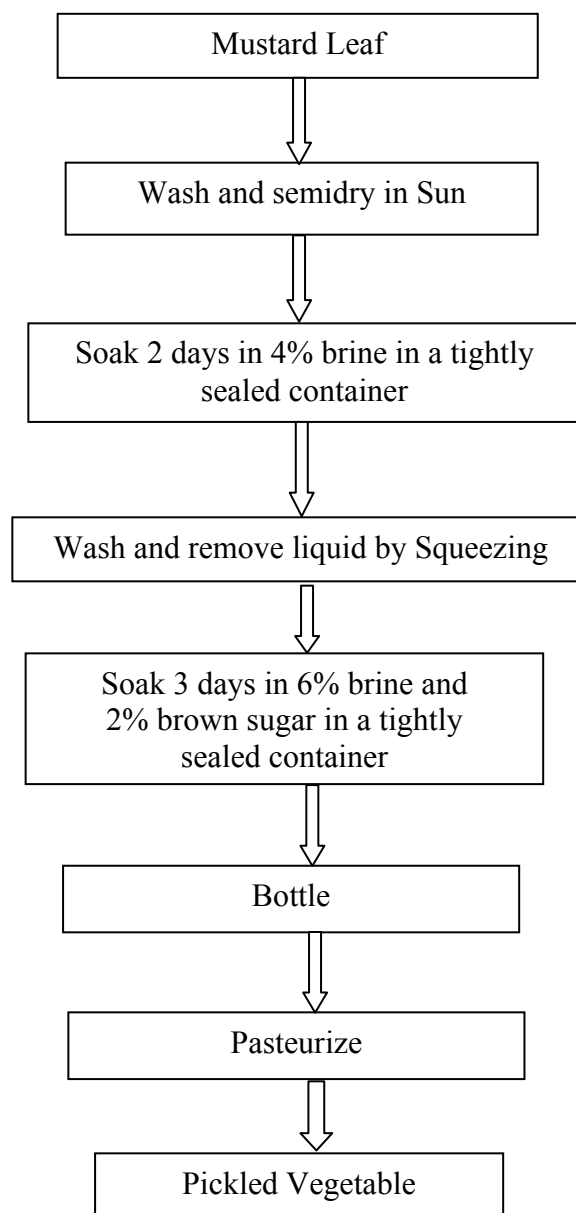 Mustard Leaf
Wash and semidry in Sun
Soak 2 days in 4% brine in a tightly
sealed container
Wash and remove liquid by Squeezing
Soak 3 days in 6% brine and
2% brown sugar in a tightly
sealed container
Bottle
Pasteurize
Pickled Vegetable